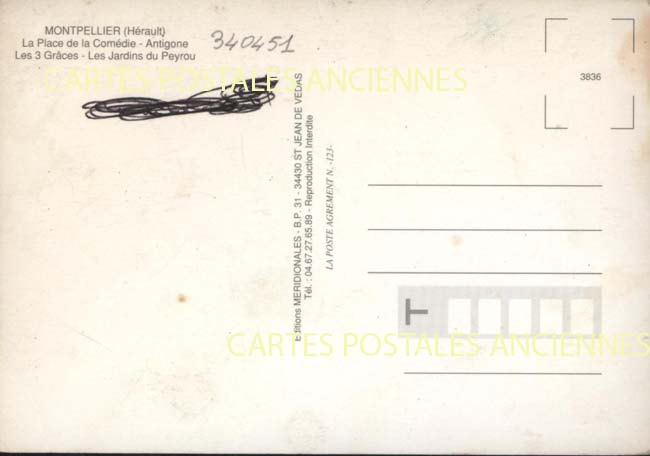 MONTPELLIER (Hérault)
La Place de la Comédie - Antigone
Les 3 Grâces - Les Jardins du Peyrou
340451
CARTES POSTALES ANCIENNES
3836
Editions MERIDIONALES - B.P. 31 - 34430 ST JEAN DE VEDAS
Tél. : 04.67.27.65.89 - Reproduction Interdite
LA POSTE AGREMENT N. -123-
T
CARTES POSTALES ANCIENNES